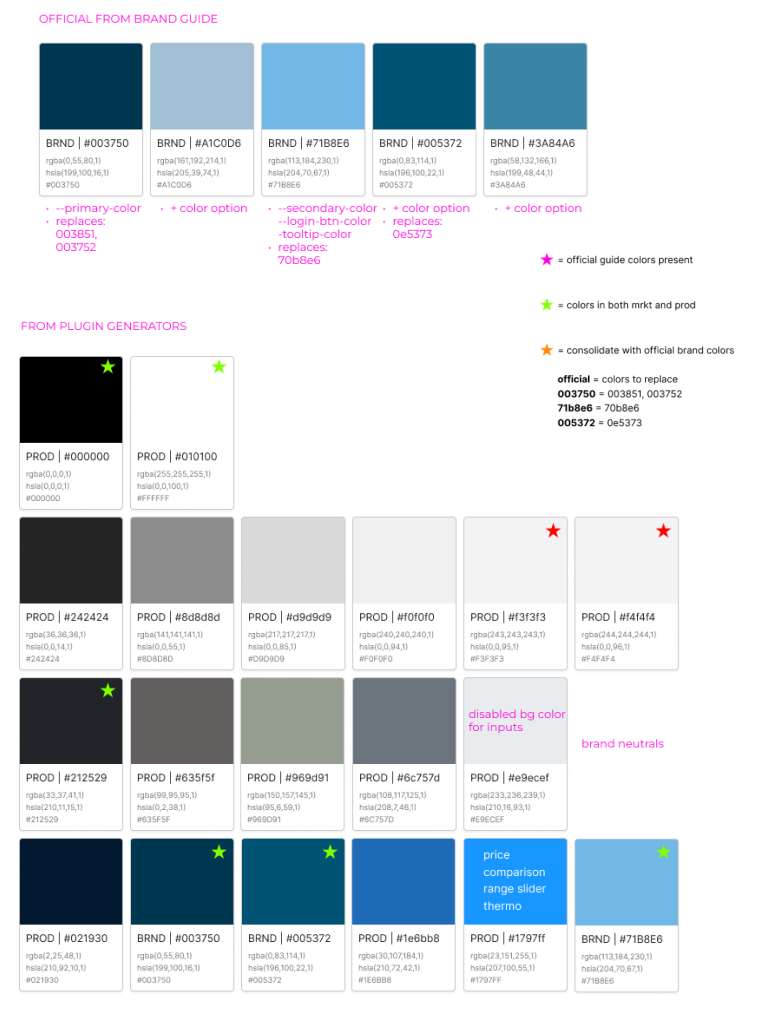 OFFICIAL FROM BRAND GUIDE
BRND | #003750
rgba(0,55,80,1)
hsla(199,100,16,1)
#003750
BRND | #A1C0D6
rgba(161,192,214,1)
hsla(205,39,74,1)
#A1C0D6
BRND | #71B8E6
rgba(113,184,230,1)
hsla(204,70,67,1)
#71B8E6
BRND | #005372
rgba(0,83,114,1)
hsla(196,100,22,1)
#005372
BRND | #3A84A6
rgba(58,132,166,1)
hsla(199,48,44,1)
#3A84A6
• --primary-color
• replaces:
003851,
003752
• + color option
• --secondary-color
--login-btn-color
-tooltip-color
• replaces:
70b8e6
• + color option
• replaces:
0e5373
• + color option
= official guide colors present
= colors in both mrkt and prod
= consolidate with official brand colors
official = colors to replace
003750 = 003851, 003752
71b8e6 = 70b8e6
005372 = 0e5373
FROM PLUGIN GENERATORS
PROD | #000000
rgba(0,0,0,1)
hsla(0,0,0,1)
#000000
PROD | #010100
rgba(255,255,255,1)
hsla(0,0,100,1)
#FFFFFF
PROD | #242424
rgba(36,36,36,1)
hsla(0,0,14,1)
#242424
PROD | #8d8d8d
rgba(141,141,141,1)
hsla(0,0,55,1)
#8D8D8D
PROD | #d9d9d9
rgba(217,217,217,1)
hsla(0,0,85,1)
#D9D9D9
PROD | #f0f0f0
rgba(240,240,240,1)
hsla(0,0,94,1)
#F0F0F0
PROD | #f3f3f3
rgba(243,243,243,1)
hsla(0,0,95,1)
#F3F3F3
PROD | #f4f4f4
rgba(244,244,244,1)
hsla(0,0,96,1)
#F4F4F4
PROD | #212529
rgba(33,37,41,1)
hsla(210,11,15,1)
#212529
PROD | #635f5f
rgba(99,95,95,1)
hsla(0,2,38,1)
#635F5F
PROD | #969d91
rgba(150,157,145,1)
hsla(95,6,59,1)
#969D91
PROD | #6c757d
rgba(108,117,125,1)
hsla(208,7,46,1)
#6C757D
disabled bg color
for inputs
PROD | #e9ecef
rgba(233,236,239,1)
hsla(210,16,93,1)
#E9ECEF
brand neutrals
PROD | #021930
rgba(2,25,48,1)
hsla(210,92,10,1)
#021930
BRND | #003750
rgba(0,55,80,1)
hsla(199,100,16,1)
#003750
BRND | #005372
rgba(0,83,114,1)
hsla(196,100,22,1)
#005372
PROD | #1e6bb8
rgba(30,107,184,1)
hsla(210,72,42,1)
#1E6BB8
price
comparison
range slider
thermo
PROD | #1797ff
rgba(23,151,255,1)
hsla(207,100,55,1)
#1797FF
BRND | #71B8E6
rgba(113,184,230,1)
hsla(204,70,67,1)
#71B8E6